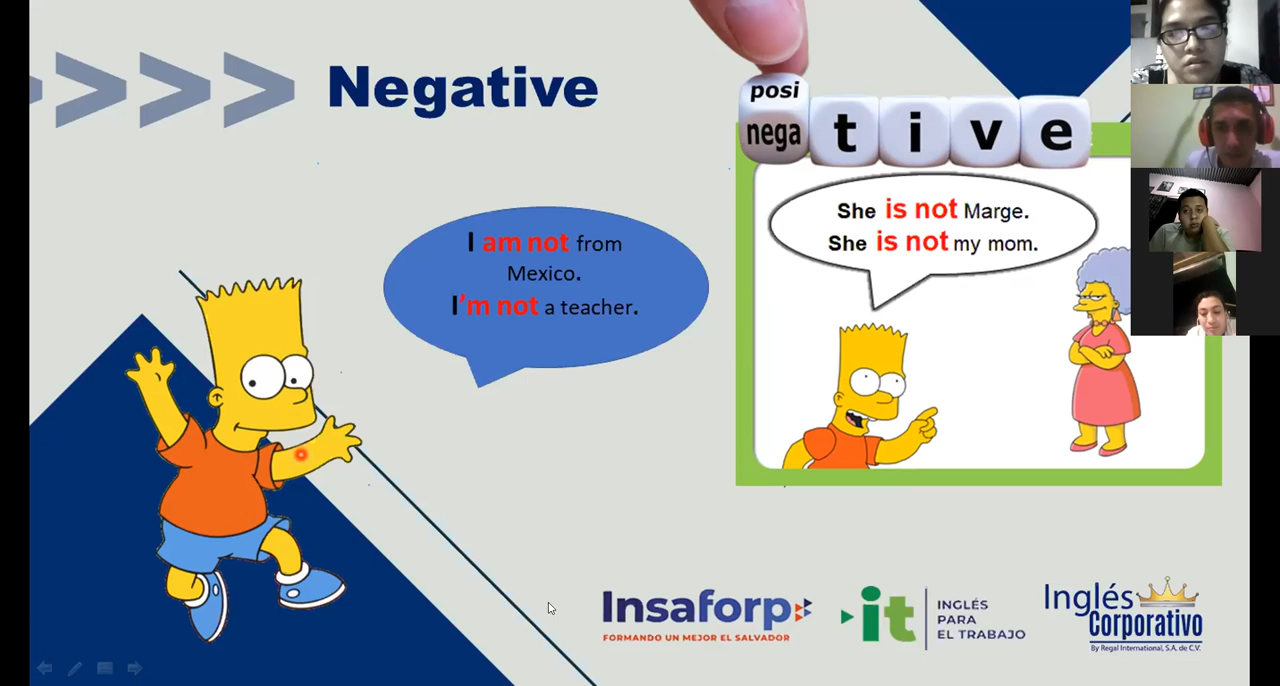 Negative
posi
nega t i v e
She is not Marge.
She is not my mom.
I am not from
Mexico.
I'm not a teacher.
Insaforp
FORMANDO UN MEJOR EL SALVADOR
it
INGLÉS
PARA
EL TRABAJO
Inglés
Corporativo
By Regal International, S.A. de C.V.